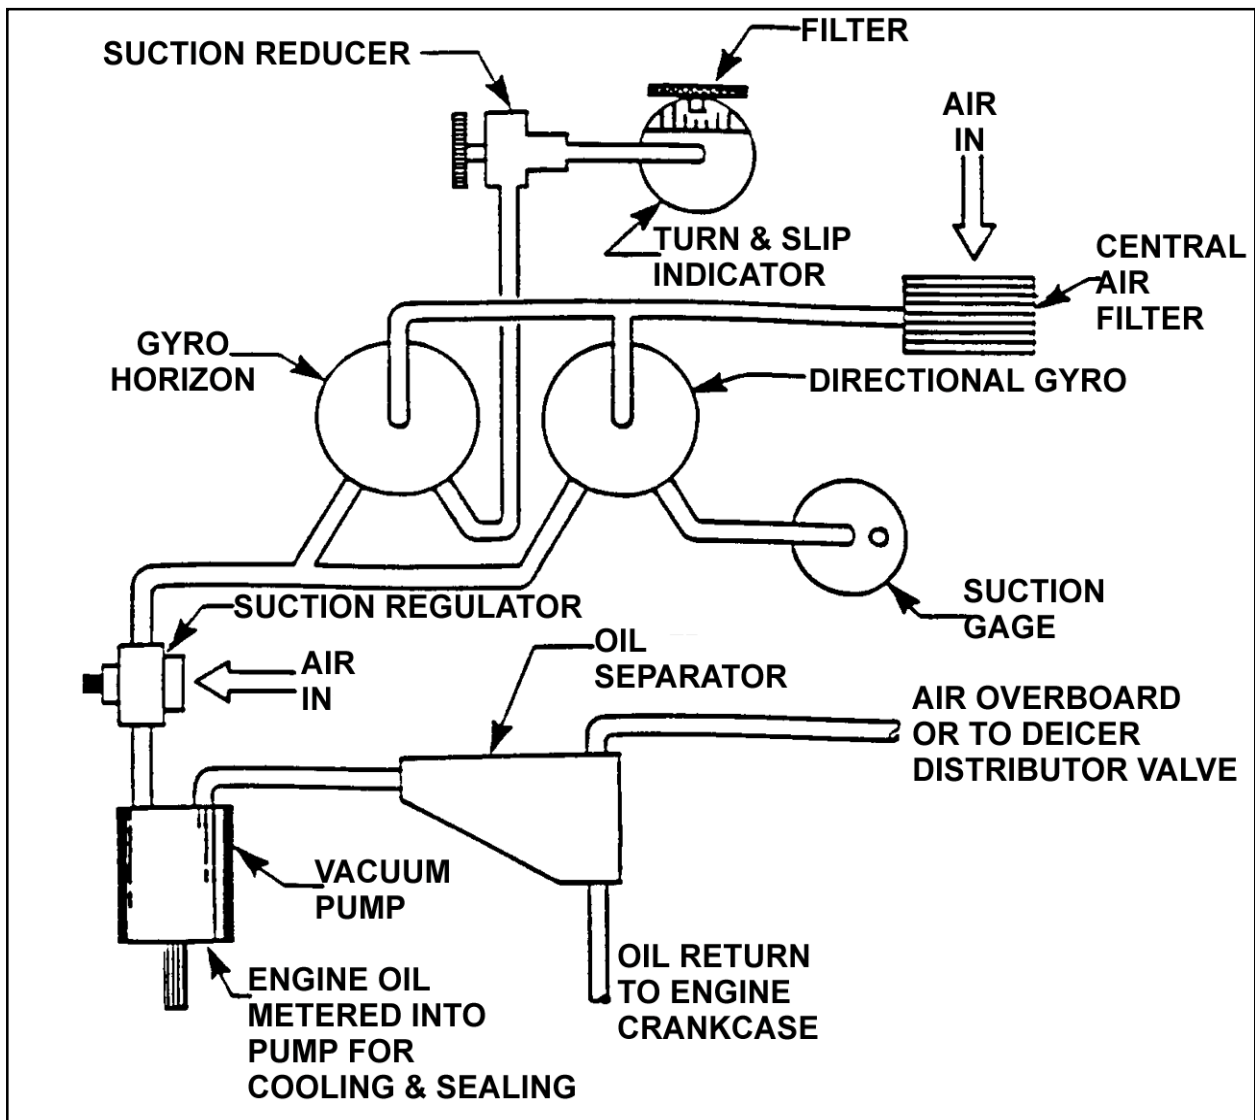 FILTER
SUCTION REDUCER
AIR
IN
TURN & SLIP
INDICATOR
CENTRAL
AIR
FILTER
GYRO
HORIZON
DIRECTIONAL GYRO
SUCTION REGULATOR
SUCTION
GAGE
AIR
IN
OIL
SEPARATOR
AIR OVERBOARD
OR TO DEICER
DISTRIBUTOR VALVE
VACUUM
PUMP
OIL RETURN
TO ENGINE
CRANKCASE
ENGINE OIL
METERED INTO
PUMP FOR
COOLING & SEALING